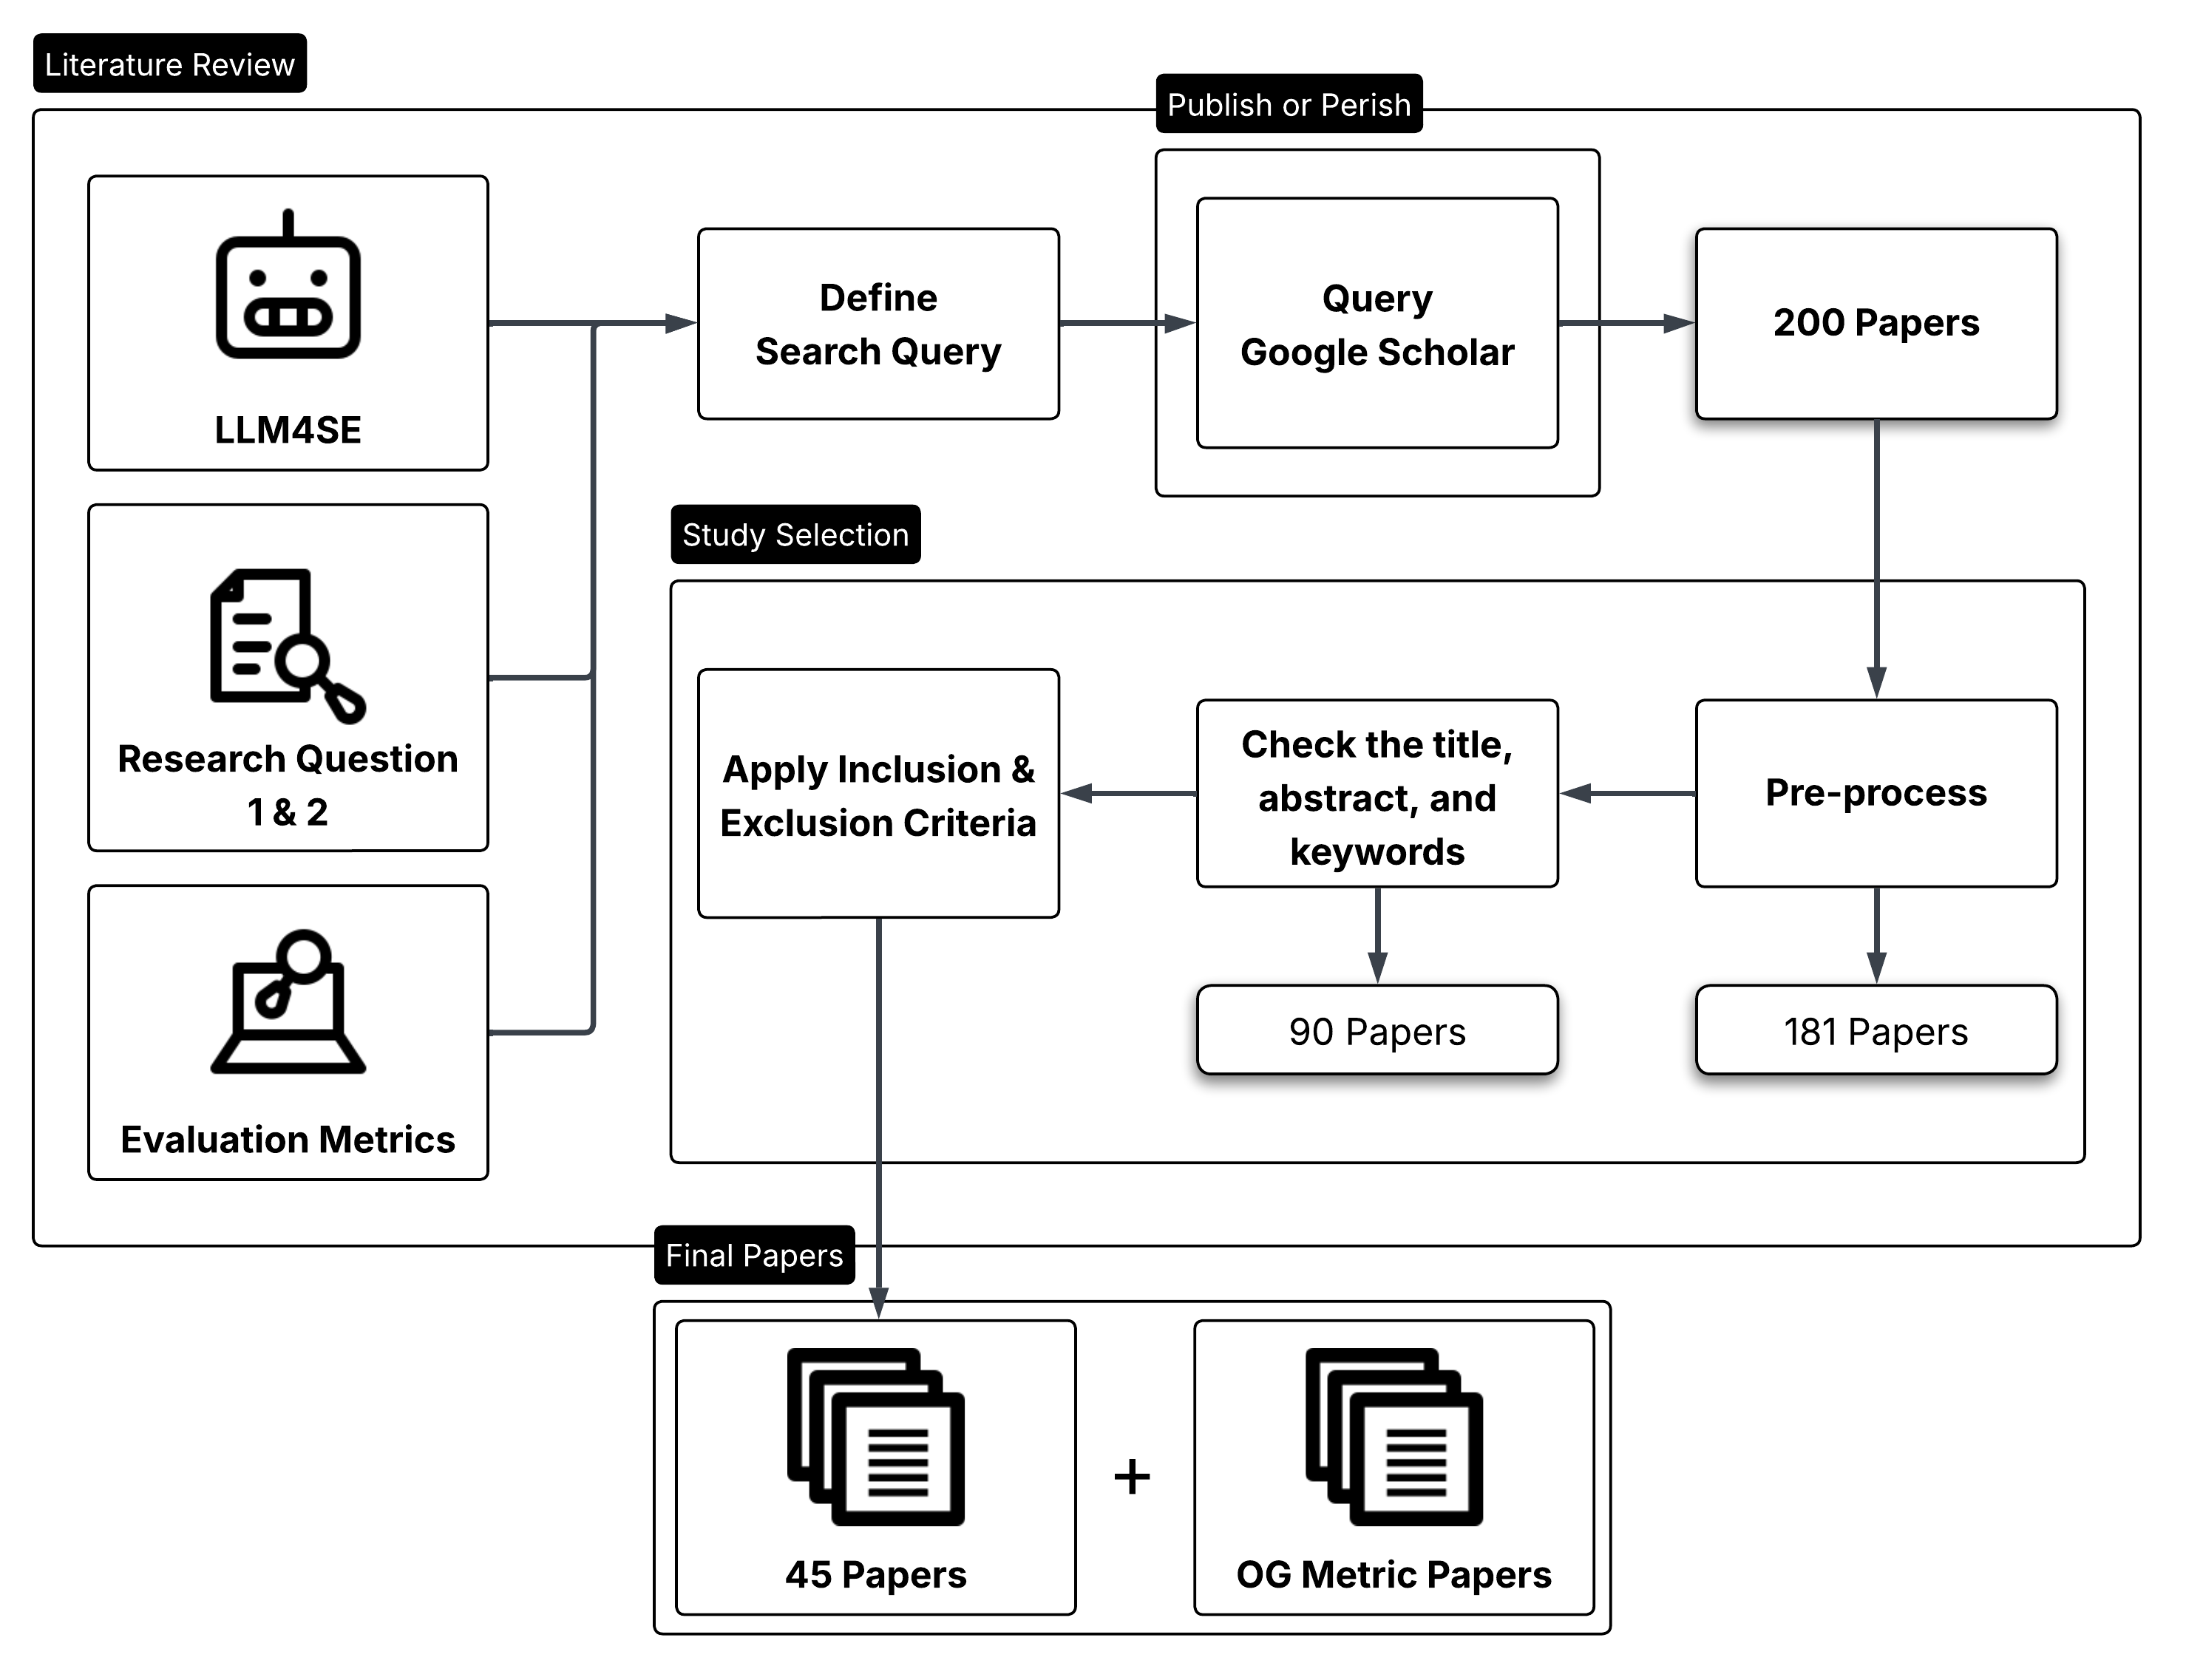 Literature Review
Publish or Perish
LLM4SE
Define
Search Query
Query
Google Scholar
200 Papers
Study Selection
Research Question
1 & 2
Apply Inclusion &
Exclusion Criteria
Check the title,
abstract, and
keywords
Pre-process
90 Papers
181 Papers
Evaluation Metrics
Final Papers
45 Papers
+
OG Metric Papers